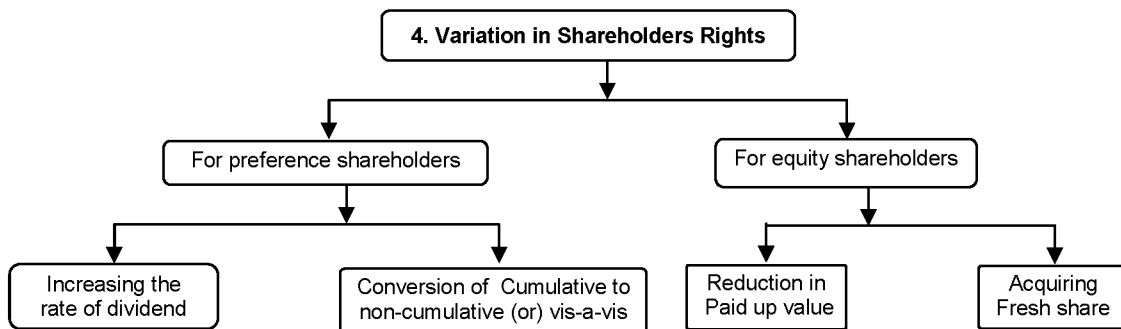 4. Variation in Shareholders Rights
For preference shareholders
For equity shareholders
Increasing the
rate of dividend
Conversion of Cumulative to
non-cumulative (or) vis-a-vis
Reduction in
Paid up value
Acquiring
Fresh share